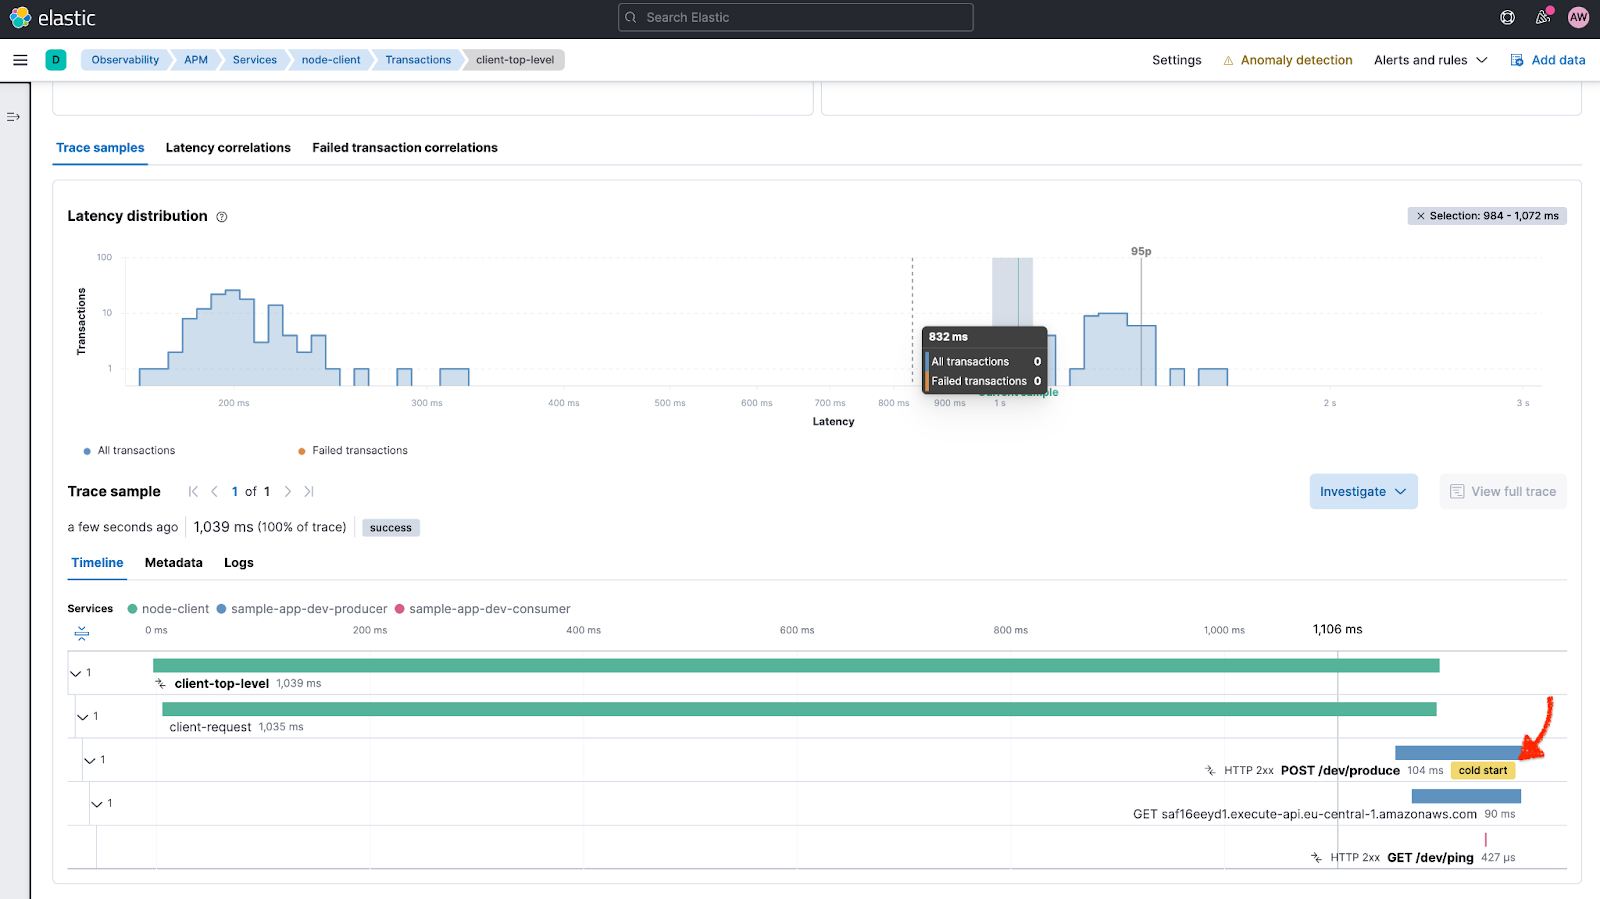 elastic
Search Elastic
AW
D
Observability
APM
Services
node-client
Transactions
client-top-level
Settings
Anomaly detection
Alerts and rules
Add data
Trace samples
Latency correlations
Failed transaction correlations
Latency distribution
Selection: 984 - 1,072 ms
95p
100
10
1
Transactions
832 ms
All transactions 0
Failed transactions 0
Current sample
200 ms
300 ms
400 ms
500 ms
600 ms
700 ms
800 ms
900 ms
1 s
2 s
3 s
Latency
All transactions
Failed transactions
Trace sample
1 of 1
Investigate
View full trace
a few seconds ago
1,039 ms (100% of trace)
success
Timeline
Metadata
Logs
Services
node-client
sample-app-dev-producer
sample-app-dev-consumer
0 ms
200 ms
400 ms
600 ms
800 ms
1,000 ms
1,106 ms
1
client-top-level 1,039 ms
1
client-request 1,035 ms
1
HTTP 2xx POST /dev/produce 104 ms cold start
1
GET saf16eeyd1.execute-api.eu-central-1.amazonaws.com 90 ms
HTTP 2xx GET /dev/ping 427 μs